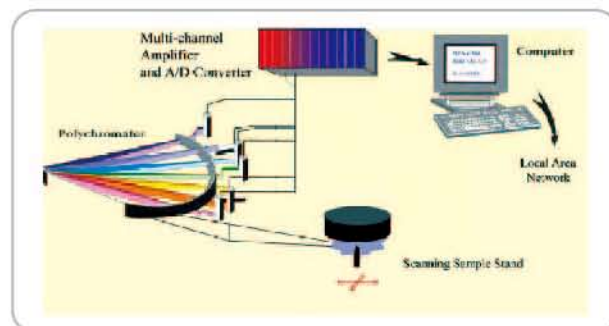 Multi-channel
Amplifier
and A/D Converter
Computer
Polychromator
Local Area
Network
Scanning Sample Stand